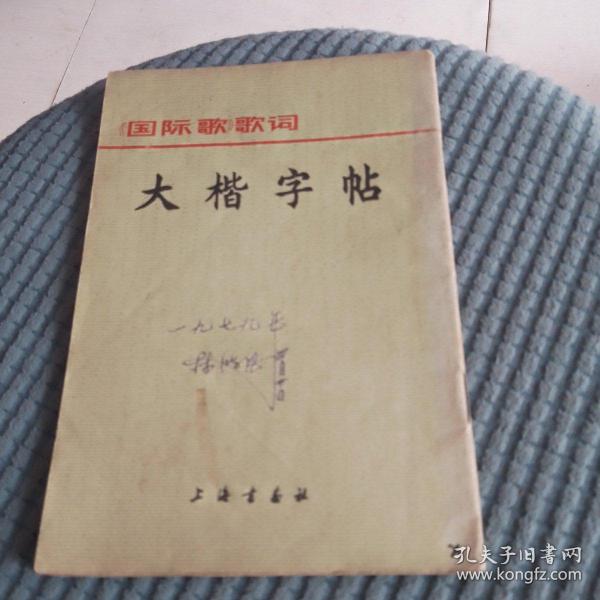 《国际歌》歌词
大楷字帖
一九七九年
上海书画社
孔夫子旧书网
www.kongfz.com